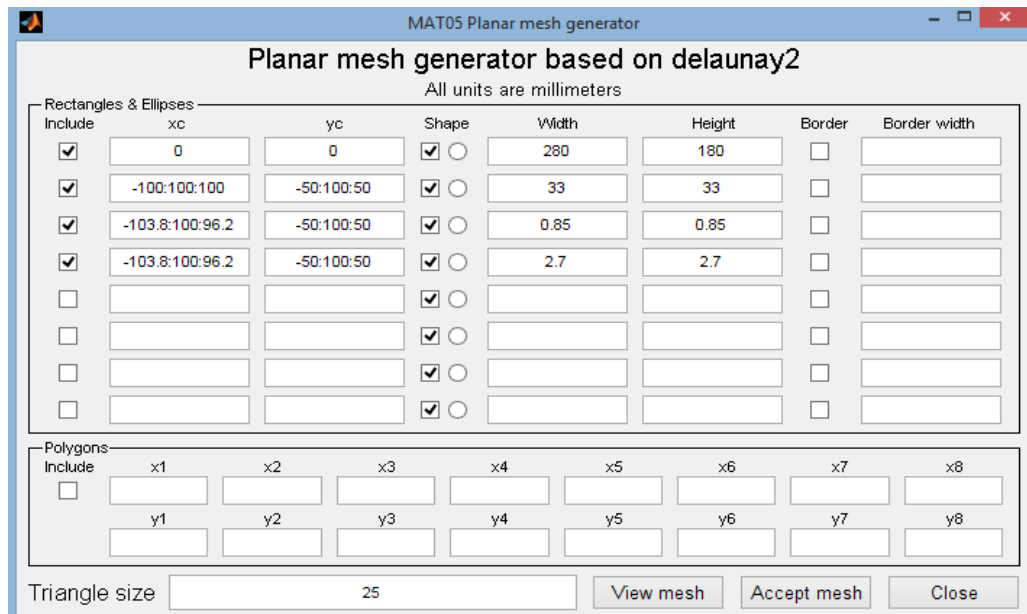 MAT05 Planar mesh generator
Planar mesh generator based on delaunay2
All units are millimeters
Rectangles & Ellipses
Include xc yc Shape Width Height Border Border width
0 0 280 180
-100:100:100 -50:100:50 33 33
-103.8:100:96.2 -50:100:50 0.85 0.85
-103.8:100:96.2 -50:100:50 2.7 2.7
Polygons
Include x1 x2 x3 x4 x5 x6 x7 x8
y1 y2 y3 y4 y5 y6 y7 y8
Triangle size 25 View mesh Accept mesh Close